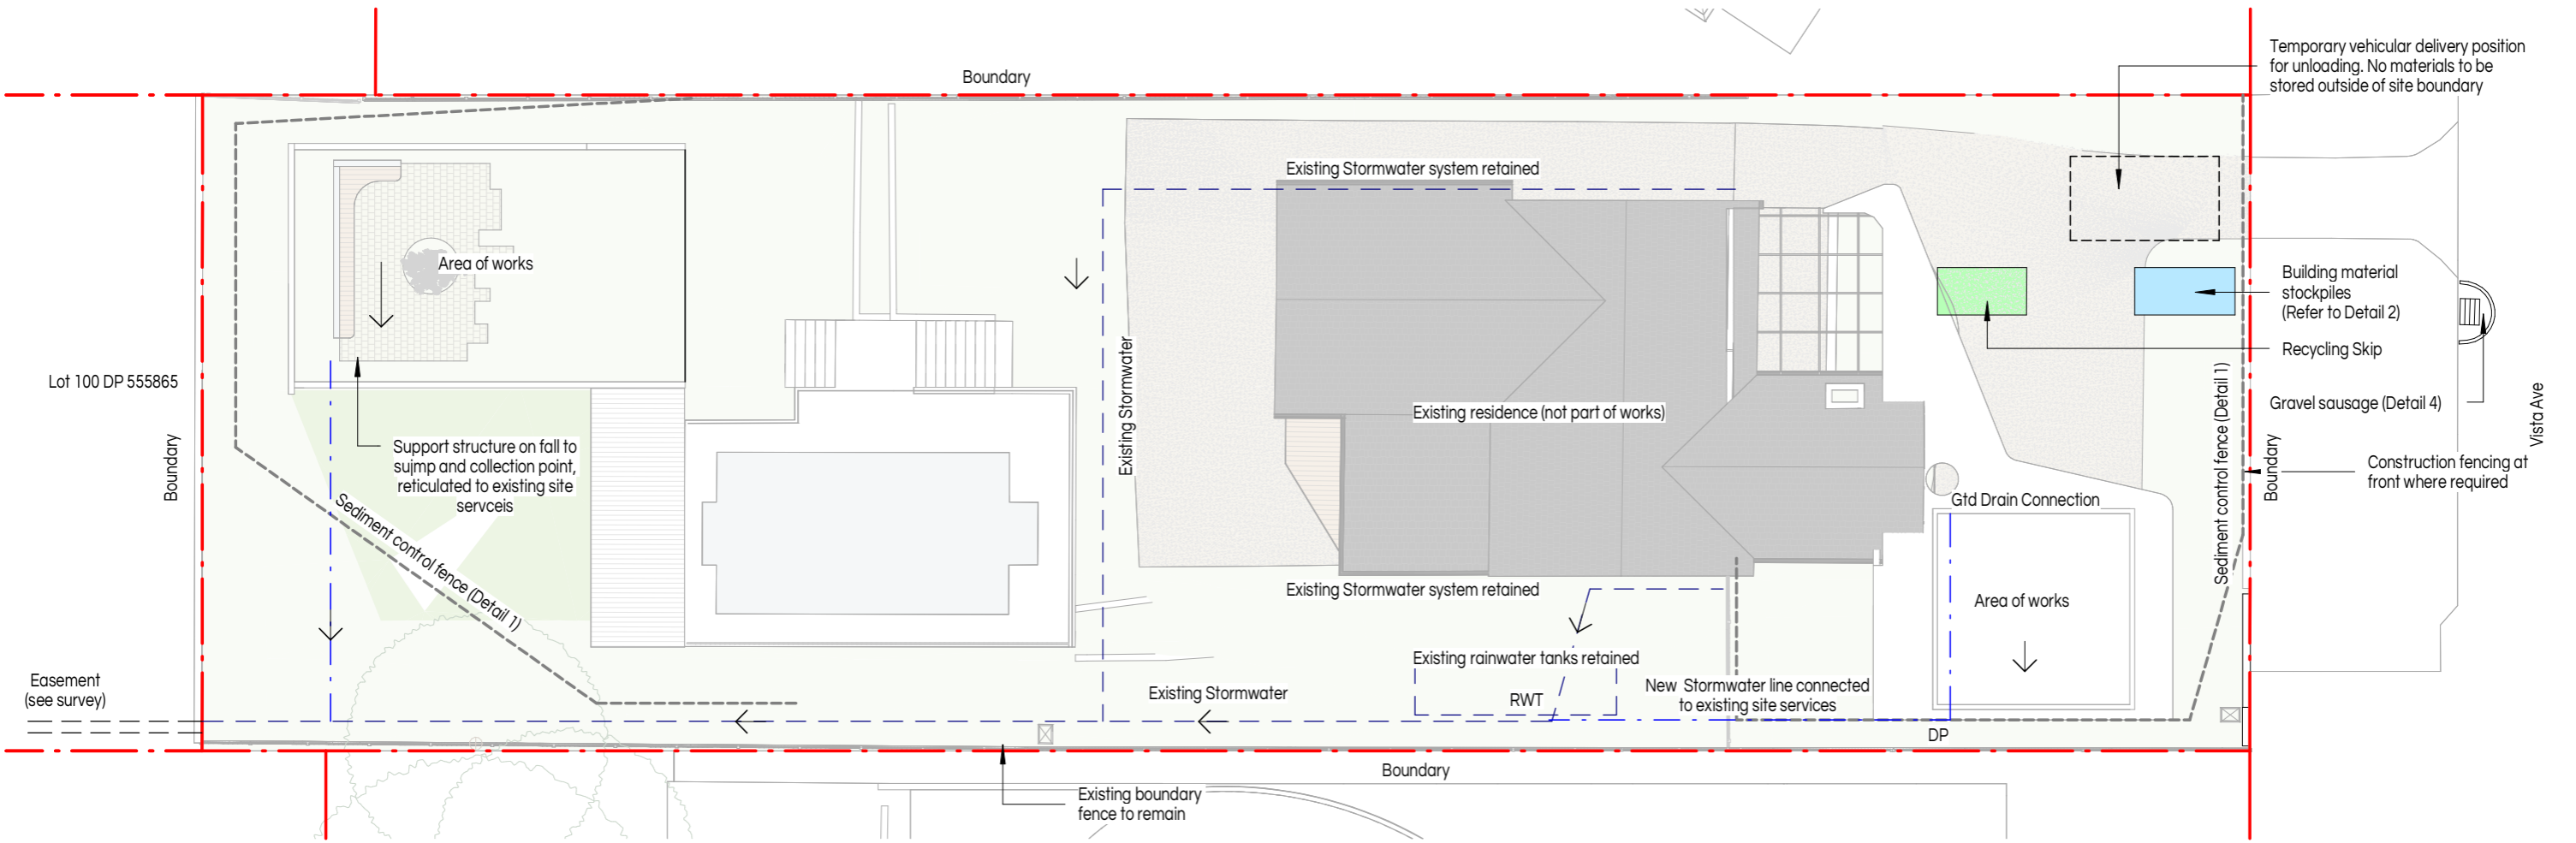 Temporary vehicular delivery position
for unloading. No materials to be
stored outside of site boundary
Boundary
Existing Stormwater system retained
Area of works
Building material
stockpiles
(Refer to Detail 2)
Recycling Skip
Lot 100 DP 555865
Existing Stormwater
Existing residence (not part of works)
Gravel sausage (Detail 4)
Vista Ave
Sediment control fence (Detail 1)
Boundary
Boundary
Support structure on fall to
sujmp and collection point,
reticulated to existing site
servceis
Construction fencing at
front where required
Gtd Drain Connection
Sediment control fence (Detail 1)
Existing Stormwater system retained
Area of works
Existing rainwater tanks retained
Easement
(see survey)
Existing Stormwater
RWT
New Stormwater line connected
to existing site services
DP
Boundary
Existing boundary
fence to remain